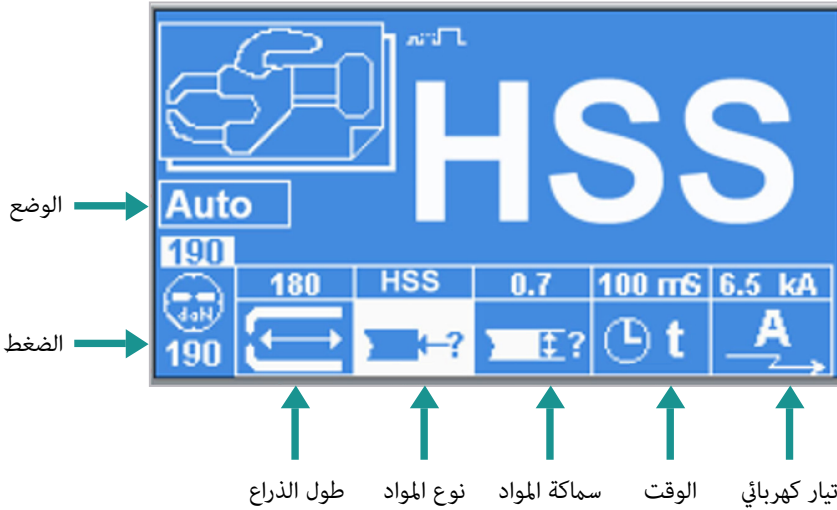 HSS
Auto
الوضع
190
180 HSS 0.7 100 mS 6.5 kA
daN
? ? t A
190
الضغط
طول الذراع نوع المواد سماكة المواد الوقت تيار كهربائي